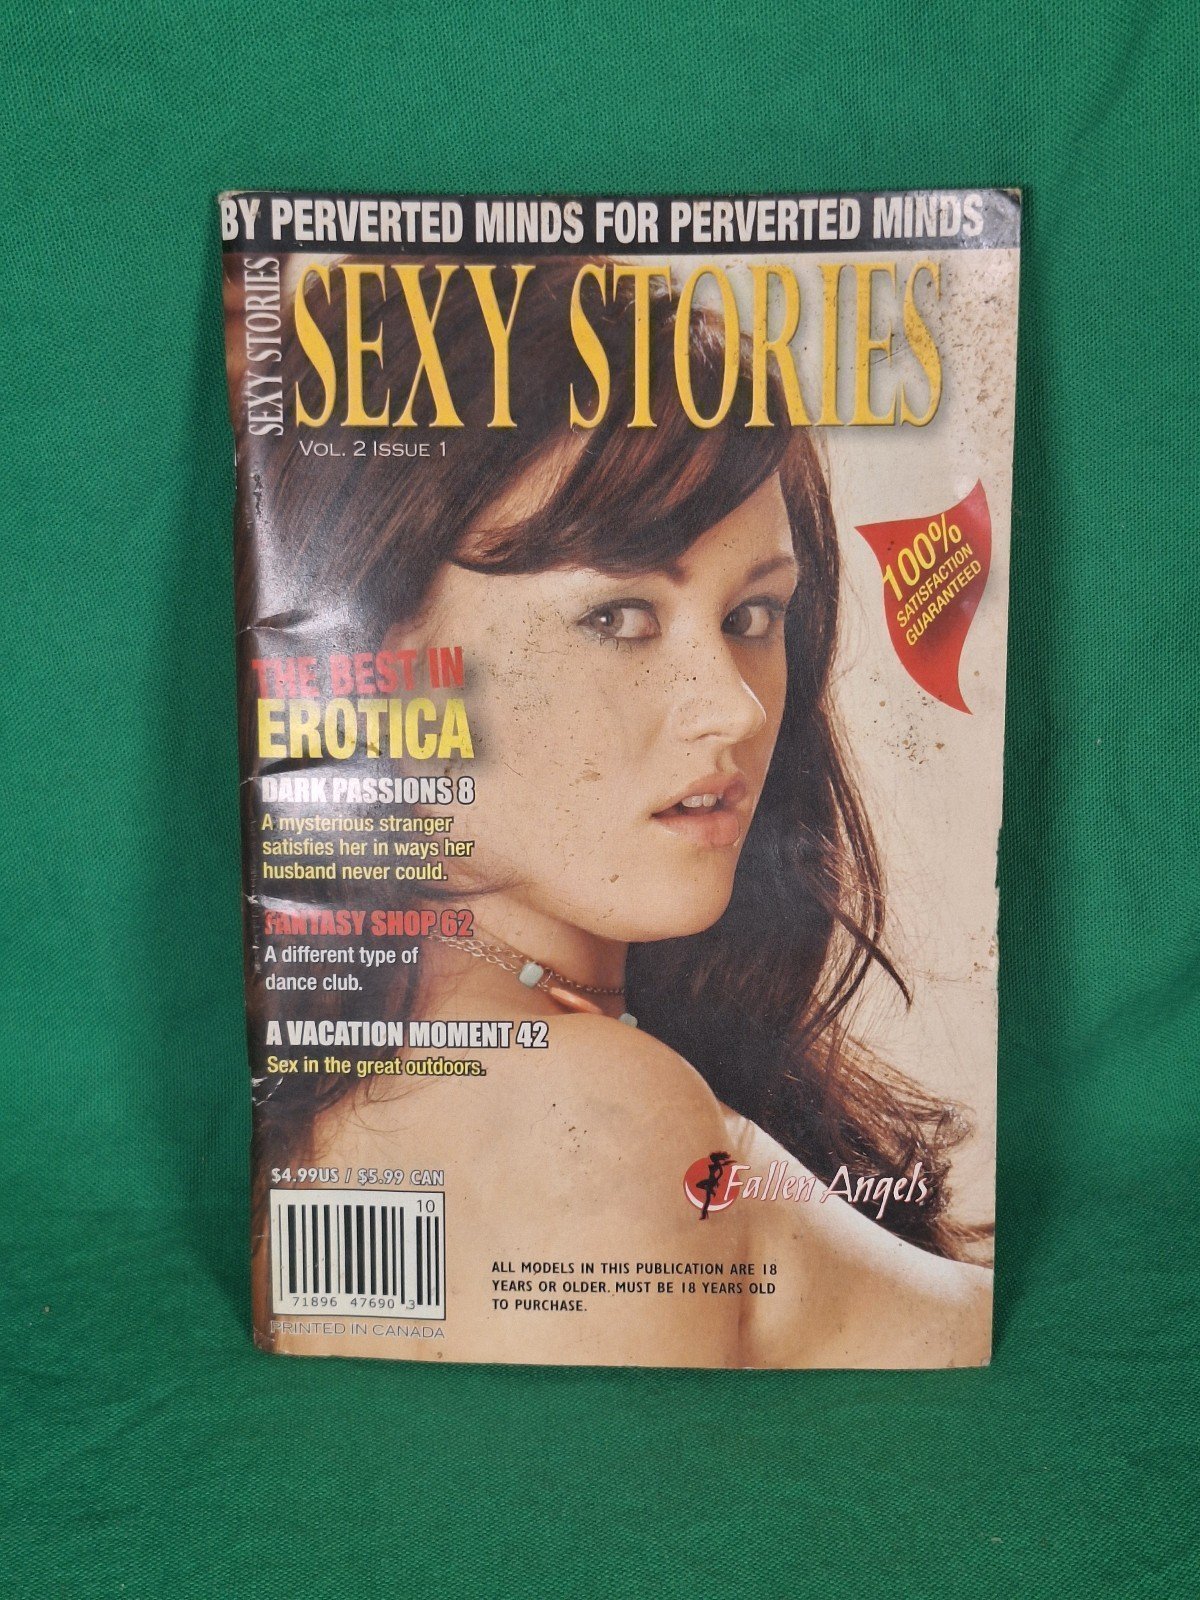 BY PERVERTED MINDS FOR PERVERTED MINDS
SEXY STORIES
SEXY STORIES
VOL. 2 ISSUE 1
100%
SATISFACTION
GUARANTEED
THE BEST IN
EROTICA
DARK PASSIONS 8
A mysterious stranger
satisfies her in ways her
husband never could.
FANTASY SHOP 62
A different type of
dance club.
A VACATION MOMENT 42
Sex in the great outdoors.
$4.99US / $5.99 CAN
10
71896 47690 3
PRINTED IN CANADA
Fallen Angels
ALL MODELS IN THIS PUBLICATION ARE 18
YEARS OR OLDER. MUST BE 18 YEARS OLD
TO PURCHASE.